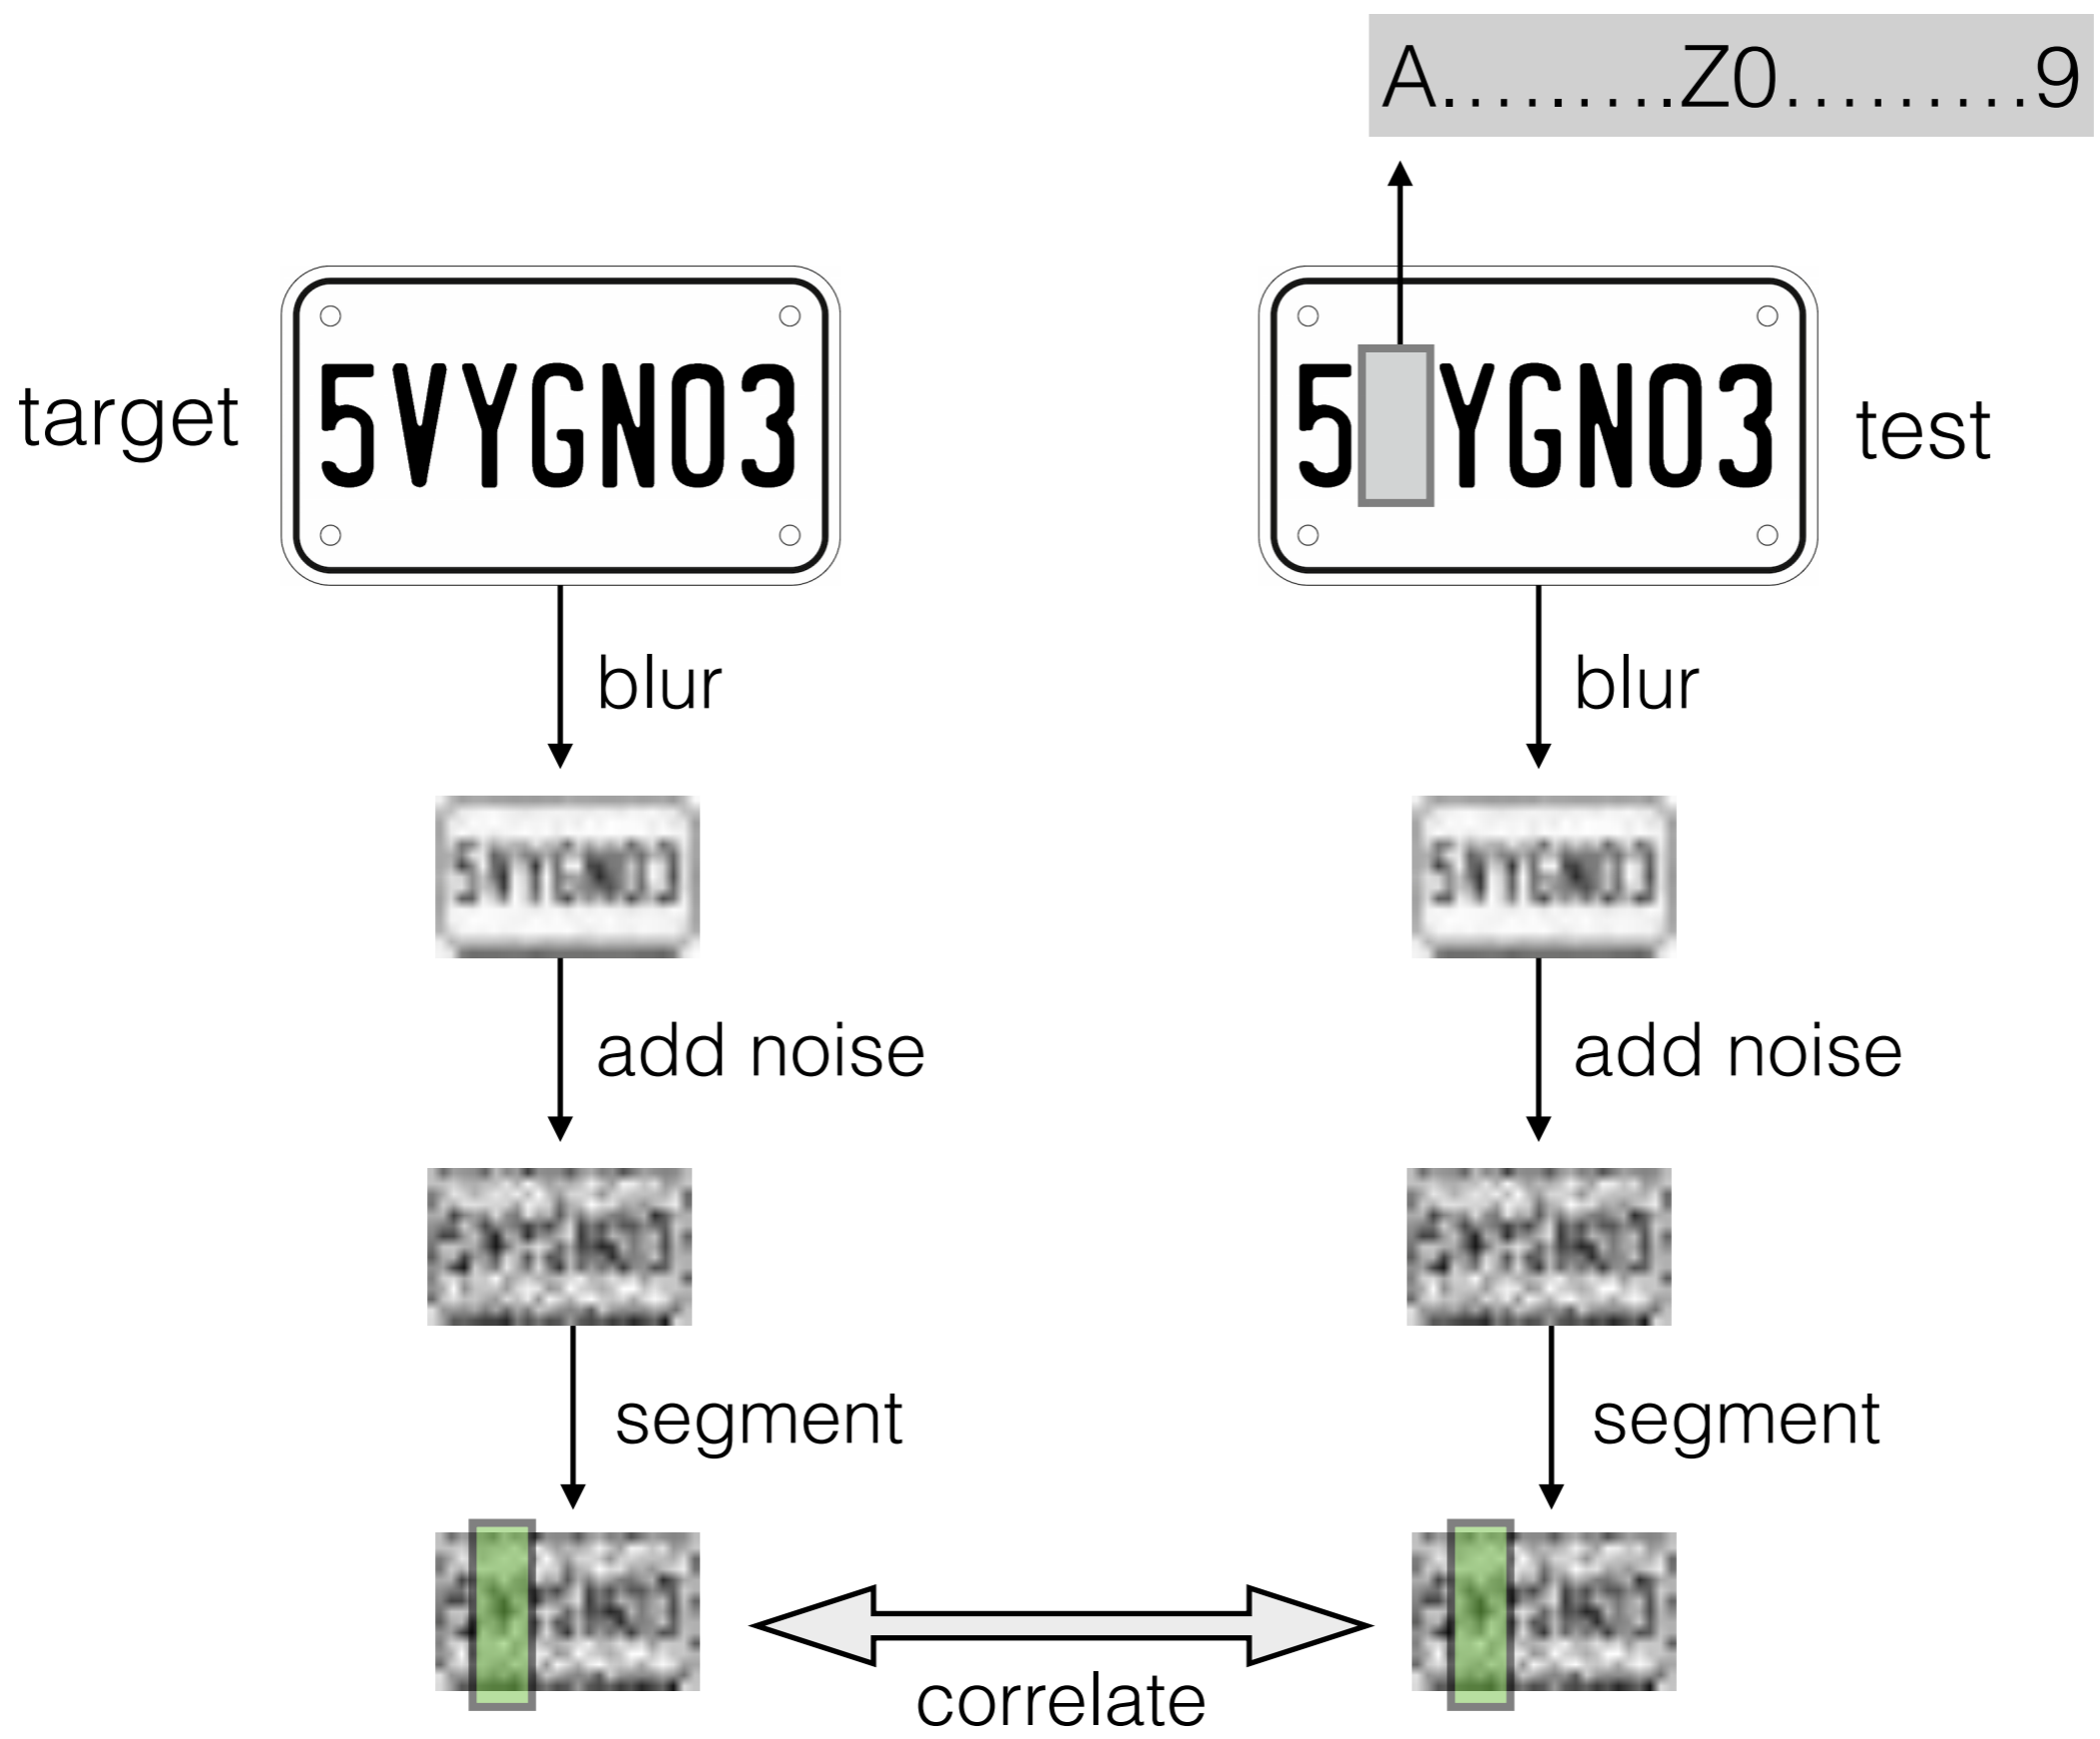 A..........Z0.........9
target
5VYGN03
5 YGN03
test
blur
blur
5VYGN03
5VYGN03
add noise
add noise
segment
segment
correlate